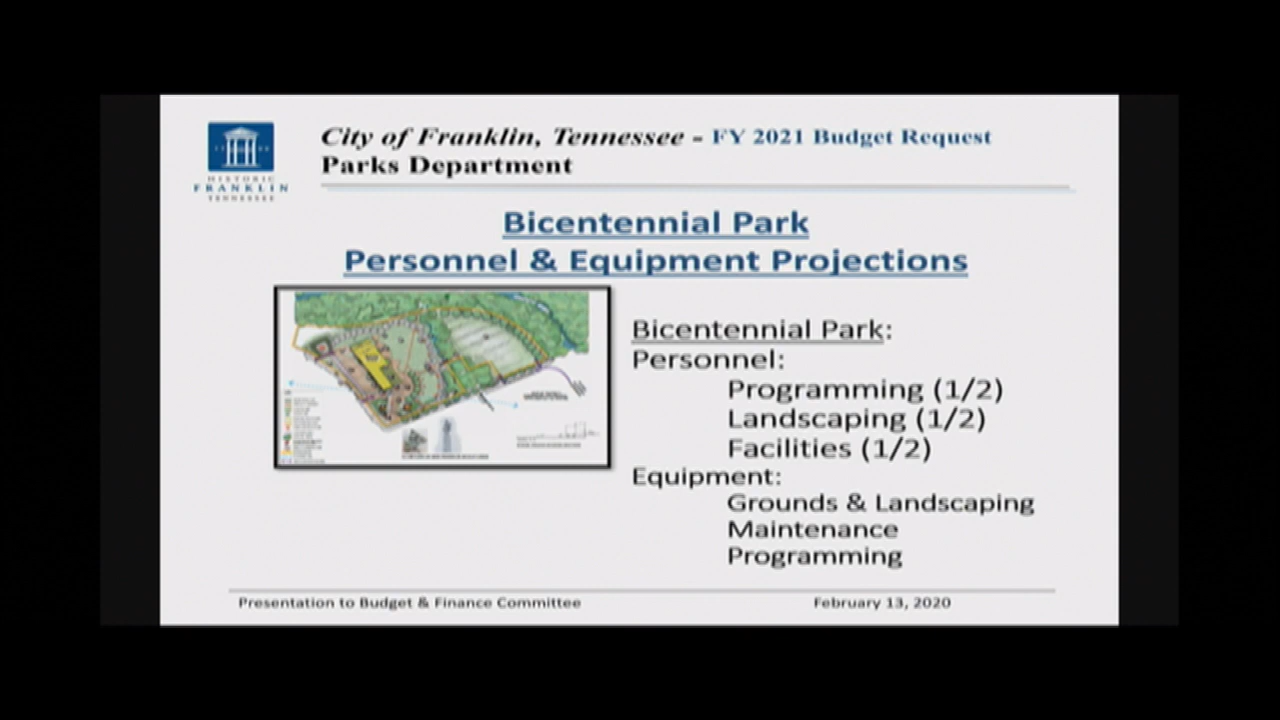 City of Franklin, Tennessee - FY 2021 Budget Request
Parks Department
HISTORIC
FRANKLIN
TENNESSEE
Bicentennial Park
Personnel & Equipment Projections
Bicentennial Park:
Personnel:
Programming (1/2)
Landscaping (1/2)
Facilities (1/2)
Equipment:
Grounds & Landscaping
Maintenance
Programming
Presentation to Budget & Finance Committee
February 13, 2020